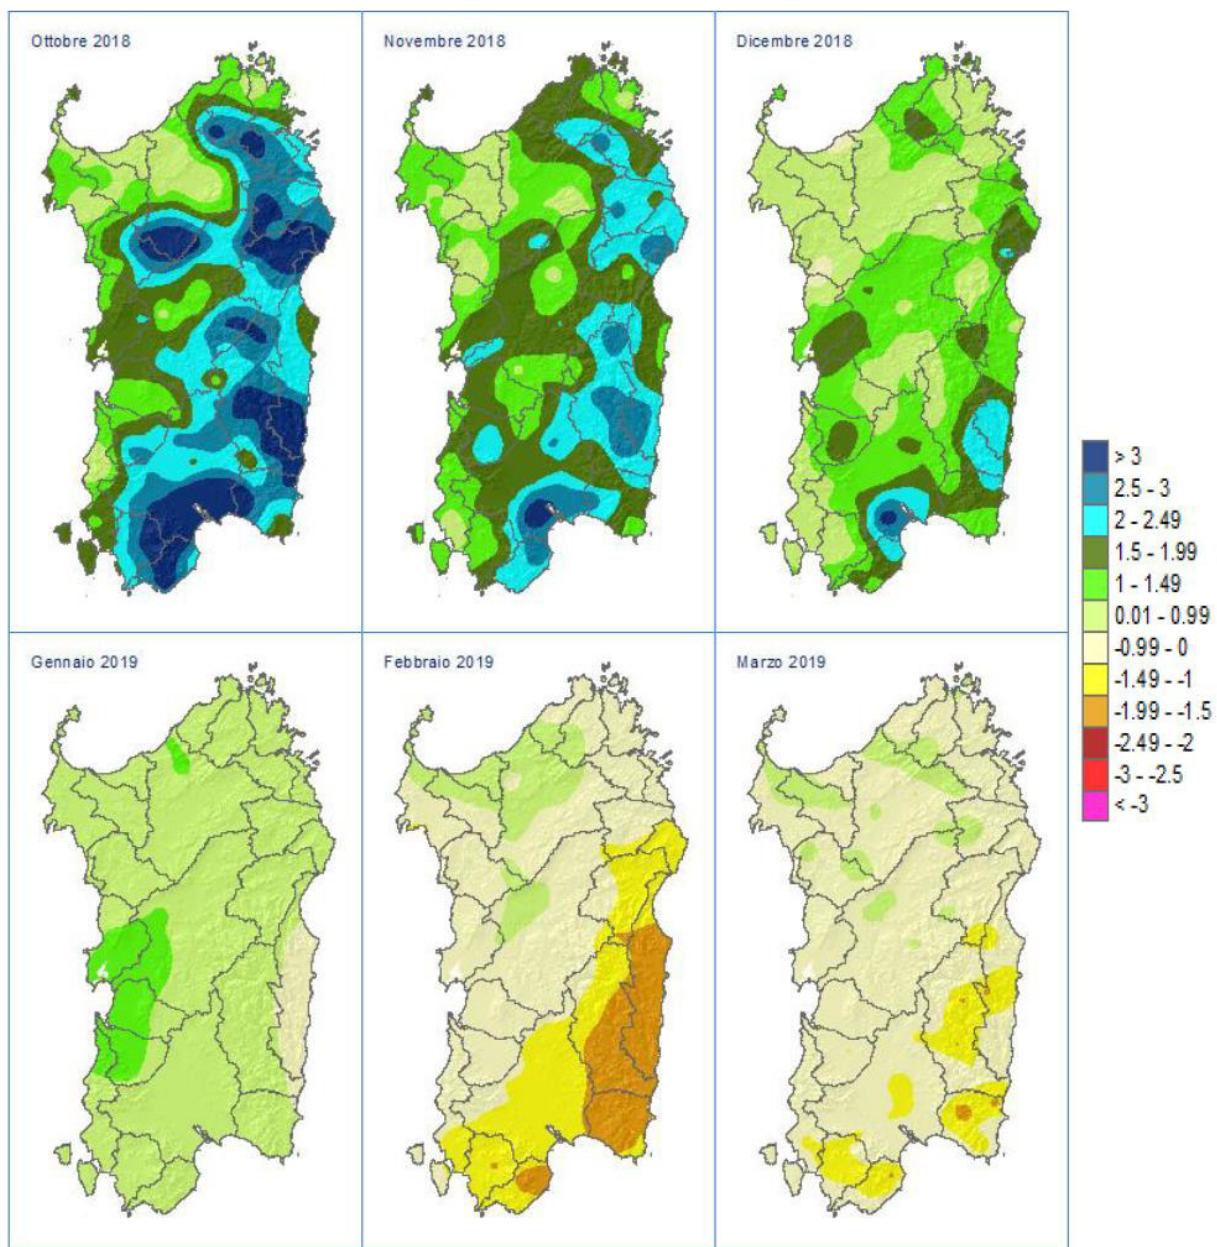 Ottobre 2018
Novembre 2018
Dicembre 2018
> 3
2.5 - 3
2 - 2.49
1.5 - 1.99
1 - 1.49
0.01 - 0.99
-0.99 - 0
-1.49 - -1
-1.99 - -1.5
-2.49 - -2
-3 - -2.5
< -3
Gennaio 2019
Febbraio 2019
Marzo 2019